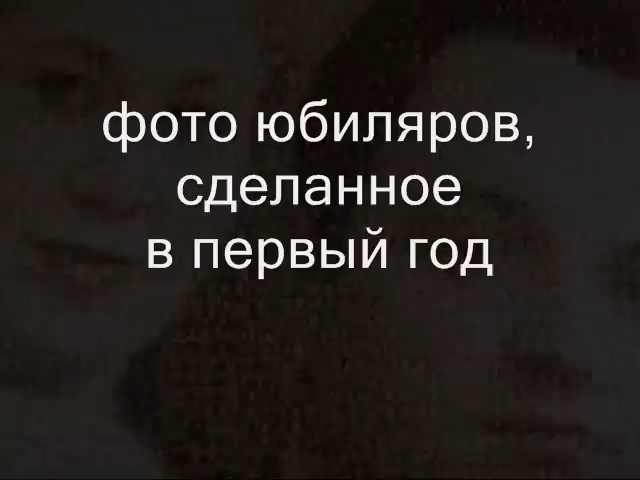 фото юбиляров,
сделанное
в первый год